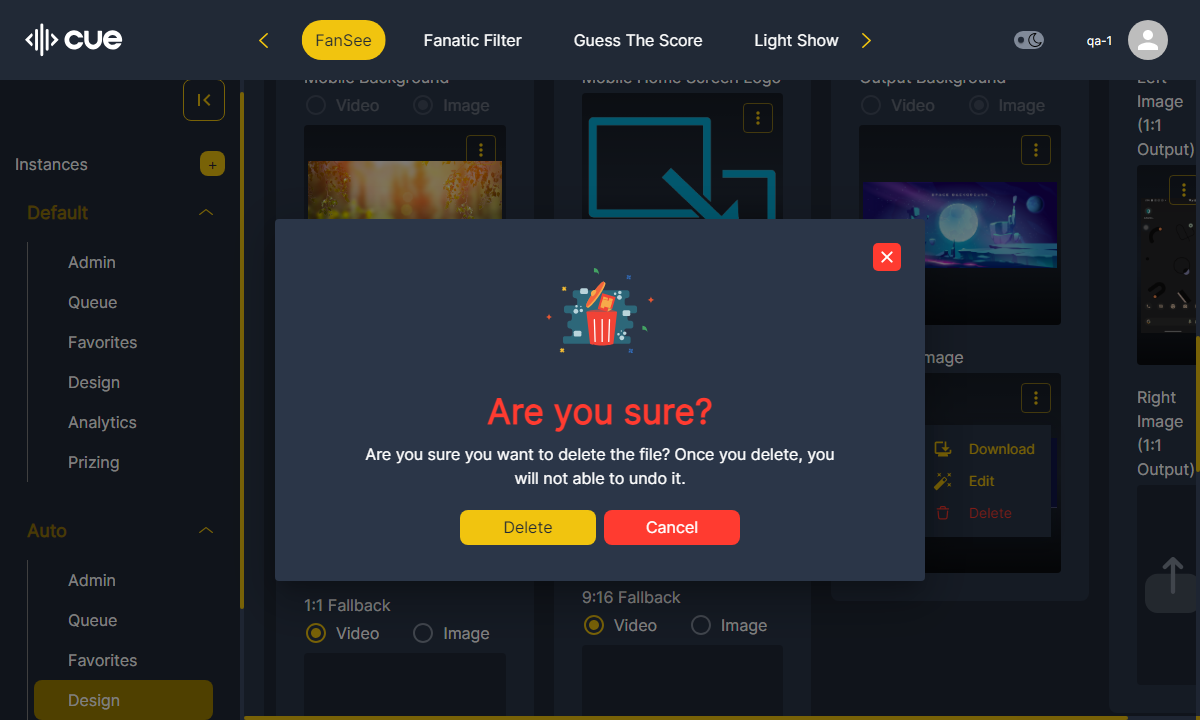 cue
FanSee
Fanatic Filter
Guess The Score
Light Show
qa-1
Instances
+
Default
Admin
Queue
Favorites
Design
Analytics
Prizing
Auto
Admin
Queue
Favorites
Design
Mobile Background
Video
Image
Mobile Home Screen Logo
Output Background
Video
Image
Left
Image
(1:1
Output)
Right
Image
(1:1
Output)
Download
Edit
Delete
Are you sure?
Are you sure you want to delete the file? Once you delete, you
will not able to undo it.
Delete
Cancel
1:1 Fallback
Video
Image
9:16 Fallback
Video
Image